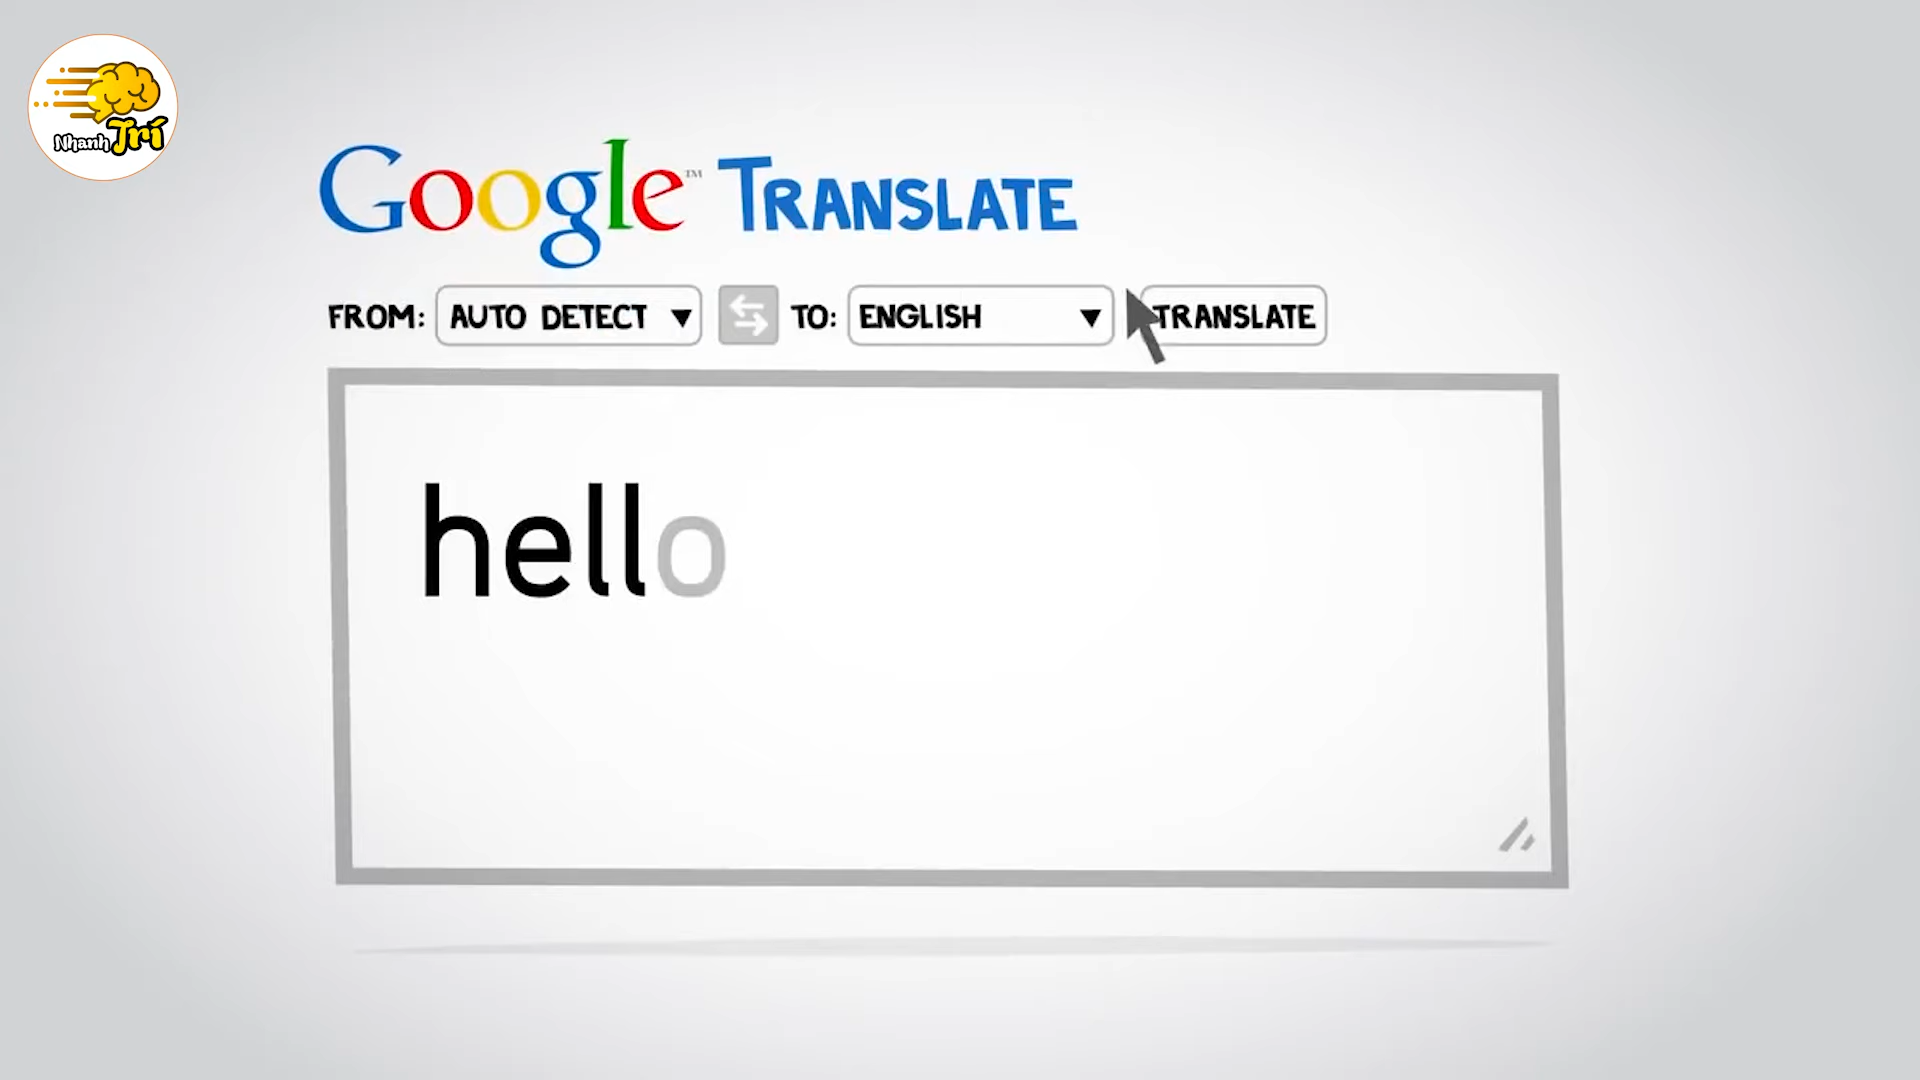 Nhanh Trí
Google™ TRANSLATE
FROM: AUTO DETECT TO: ENGLISH TRANSLATE
hello